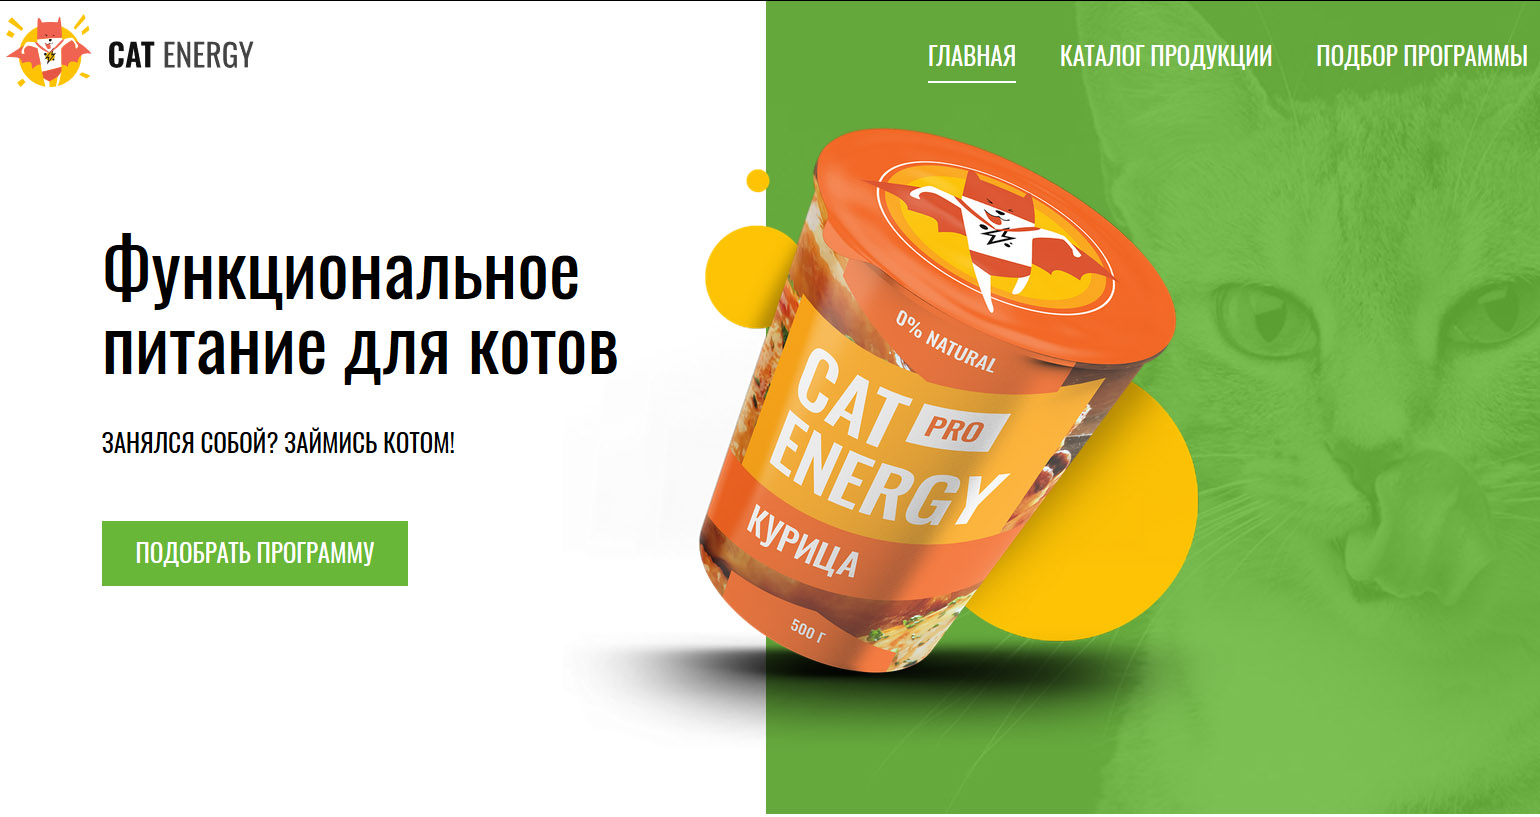 CAT ENERGY
ГЛАВНАЯ
КАТАЛОГ ПРОДУКЦИИ
ПОДБОР ПРОГРАММЫ
Функциональное
питание для котов
ЗАНЯЛСЯ СОБОЙ? ЗАЙМИСЬ КОТОМ!
ПОДОБРАТЬ ПРОГРАММУ
0% NATURAL
CAT PRO
ENERGY
КУРИЦА
500 Г